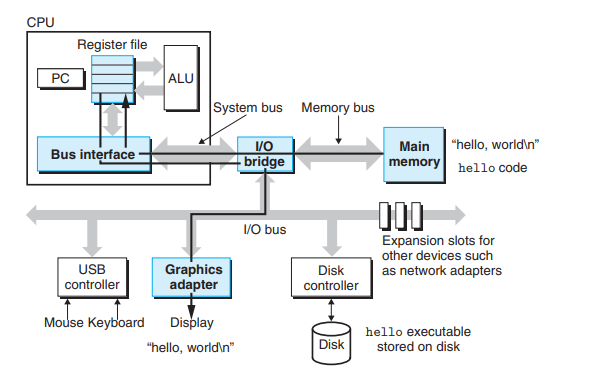 CPU
Register file
PC
ALU
System bus
Memory bus
Bus interface
I/O
bridge
Main
memory
"hello, world\n"
hello code
I/O bus
Expansion slots for
other devices such
as network adapters
USB
controller
Graphics
adapter
Disk
controller
Mouse Keyboard
Display
"hello, world\n"
Disk
hello executable
stored on disk